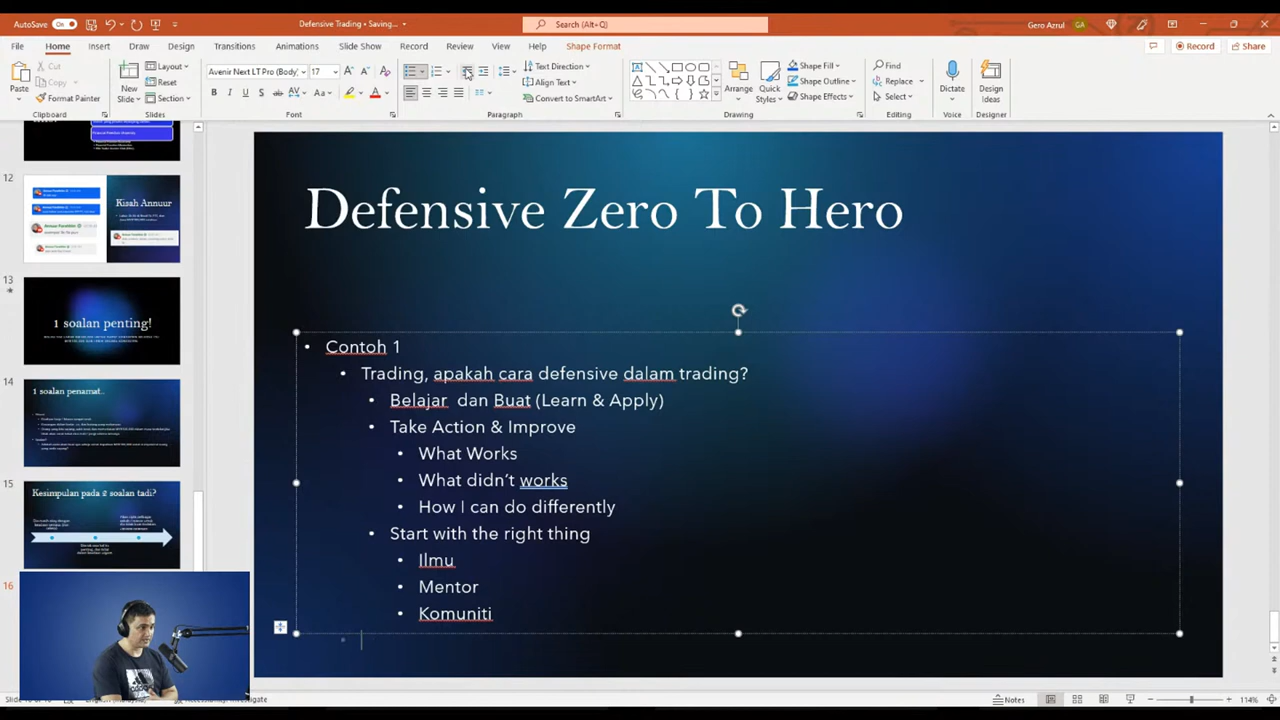 AutoSave On Defensive Trading • Saving... Search (Alt+Q) Gero Azrul GA
File Home Insert Draw Design Transitions Animations Slide Show Record Review View Help Shape Format Record Share
Paste
Cut
Copy
Format Painter
Clipboard
New Slide
Layout
Reset
Section
Slides
Avenir Next LT Pro (Body) 17
Font
Paragraph
Text Direction
Align Text
Convert to SmartArt
Arrange
Quick Styles
Shape Fill
Shape Outline
Shape Effects
Drawing
Find
Replace
Select
Editing
Dictate
Voice
Design Ideas
Designer
12
Kisah Annuur
13
1 soalan penting!
14
1 soalan penamat..
15
Kesimpulan pada 2 soalan tadi?
16
Defensive Zero To Hero
• Contoh 1
• Trading, apakah cara defensive dalam trading?
• Belajar dan Buat (Learn & Apply)
• Take Action & Improve
• What Works
• What didn't works
• How I can do differently
• Start with the right thing
• Ilmu
• Mentor
• Komuniti
Notes 114%